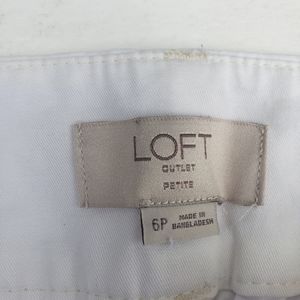 LOFT
OUTLET
PETITE
6P
MADE IN
BANGLADESH